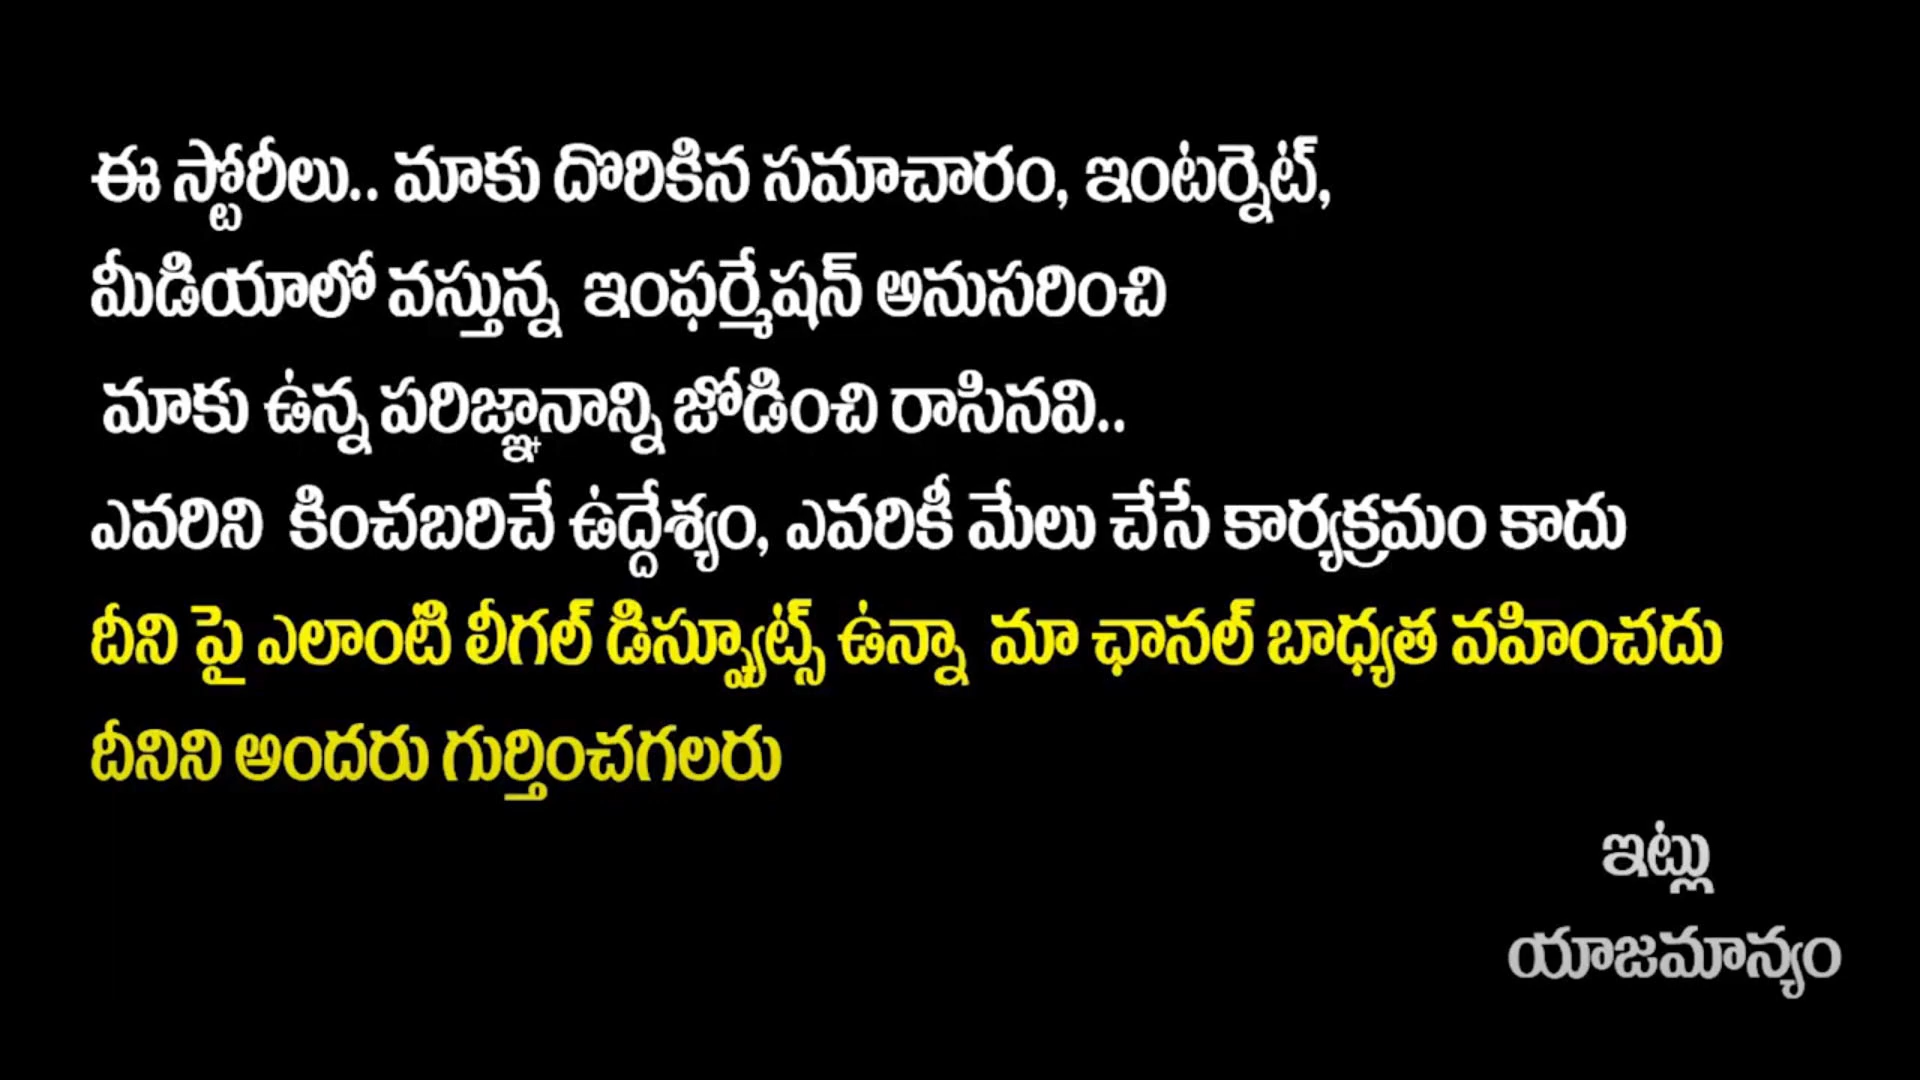 ఈ స్టోరీలు.. మాకు దొరికిన సమాచారం, ఇంటర్నెట్,
మీడియాలో వస్తున్న ఇంఫర్మేషన్ అనుసరించి
మాకు ఉన్న పరిజ్ఞానాన్ని జోడించి రాసినవి..
ఎవరిని కించబరిచే ఉద్దేశ్యం, ఎవరికీ మేలు చేసే కార్యక్రమం కాదు
దీని పై ఎలాంటి లీగల్ డిస్ప్యూట్స్ ఉన్నా మా ఛానల్ బాధ్యత వహించదు
దీనిని అందరు గుర్తించగలరు
ఇట్లు
యాజమాన్యం